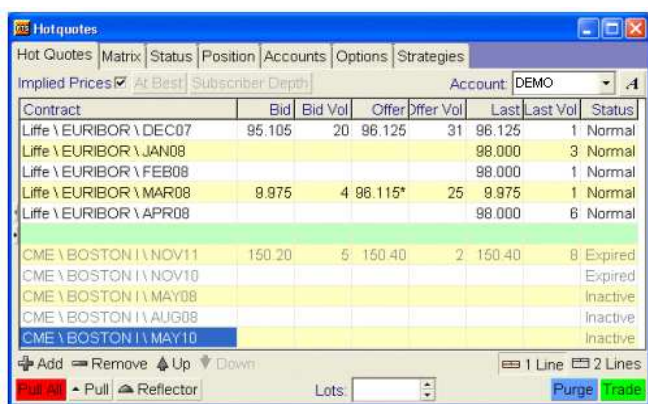 Hotquotes
Hot Quotes Matrix Status Position Accounts Options Strategies
Implied Prices At Best Subscriber Depth Account: DEMO A
Contract Bid Bid Vol Offer Offer Vol Last Last Vol Status
Liffe \ EURIBOR \ DEC07 95.105 20 96.125 31 96.125 1 Normal
Liffe \ EURIBOR \ JAN08 98.000 3 Normal
Liffe \ EURIBOR \ FEB08 98.000 1 Normal
Liffe \ EURIBOR \ MAR08 9.975 4 96.115* 25 9.975 1 Normal
Liffe \ EURIBOR \ APR08 98.000 6 Normal
CME \ BOSTON I \ NOV11 150.20 5 150.40 2 150.40 8 Expired
CME \ BOSTON I \ NOV10 Expired
CME \ BOSTON I \ MAY08 Inactive
CME \ BOSTON I \ AUG08 Inactive
CME \ BOSTON I \ MAY10 Inactive
Add Remove Up Down 1 Line 2 Lines
Pull All Pull Reflector Lots: Purge Trade